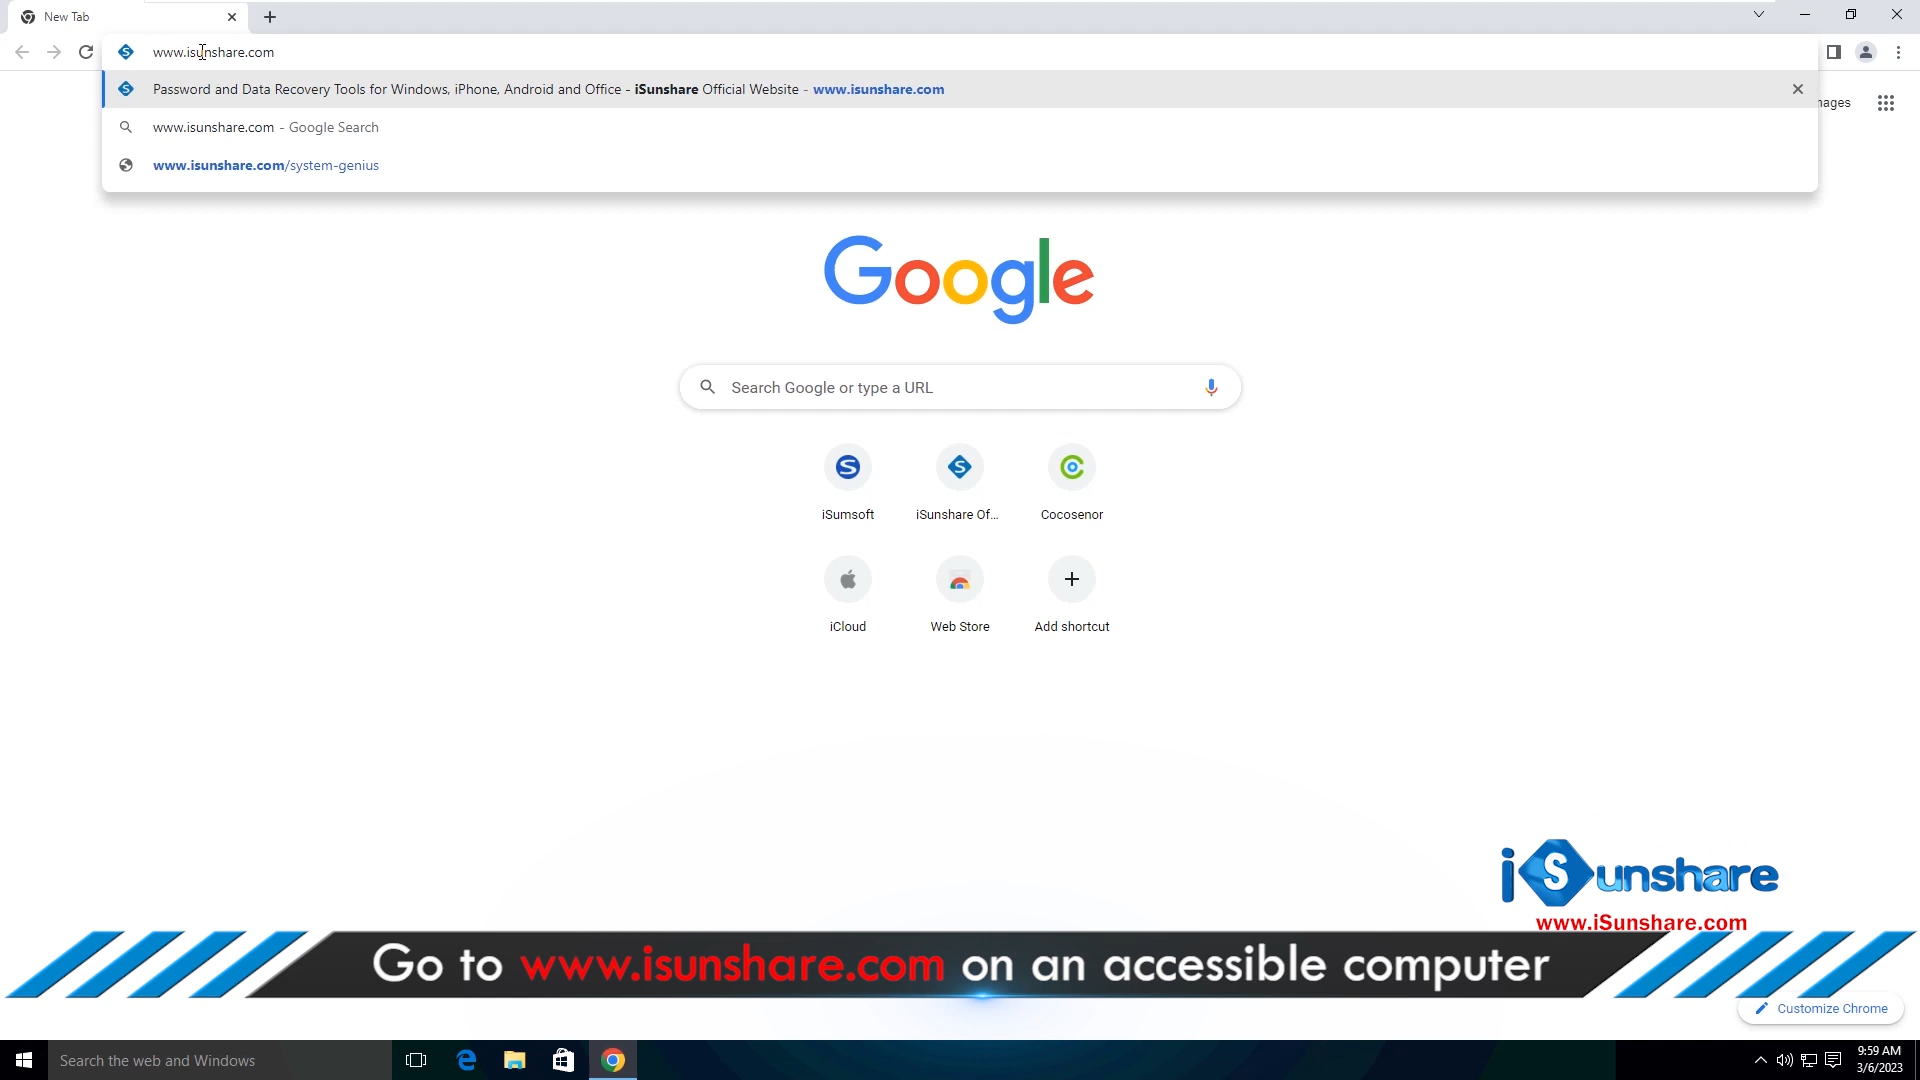 New Tab
www.isunshare.com
Password and Data Recovery Tools for Windows, iPhone, Android and Office - iSunshare Official Website - www.isunshare.com
www.isunshare.com - Google Search
www.isunshare.com/system-genius
Google
Search Google or type a URL
iSumsoft
iSunshare Of...
Cocosenor
iCloud
Web Store
Add shortcut
iSunshare
www.iSunshare.com
Go to www.isunshare.com on an accessible computer
Customize Chrome
Search the web and Windows
9:59 AM
3/6/2023